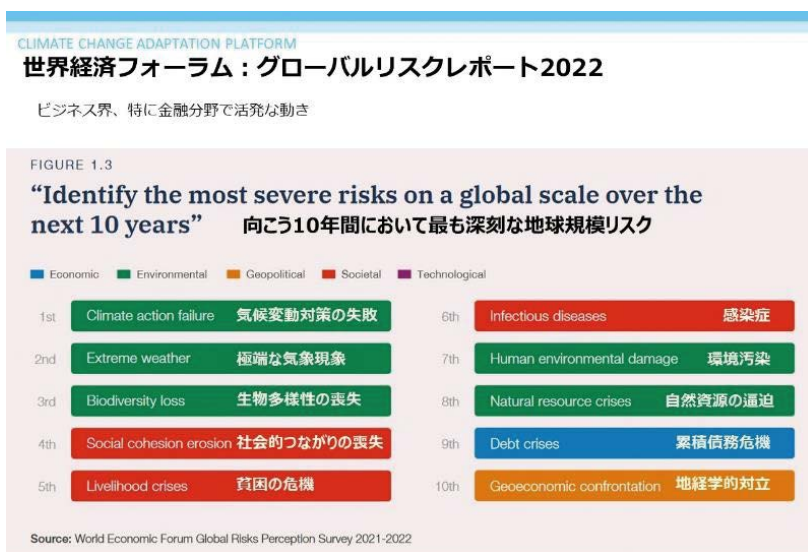 CLIMATE CHANGE ADAPTATION PLATFORM
世界経済フォーラム：グローバルリスクレポート2022
ビジネス界、特に金融分野で活発な動き
FIGURE 1.3
“Identify the most severe risks on a global scale over the
next 10 years” 向こう10年間において最も深刻な地球規模リスク
Economic Environmental Geopolitical Societal Technological
1st Climate action failure 気候変動対策の失敗
2nd Extreme weather 極端な気象現象
3rd Biodiversity loss 生物多様性の喪失
4th Social cohesion erosion 社会的つながりの喪失
5th Livelihood crises 貧困の危機
6th Infectious diseases 感染症
7th Human environmental damage 環境汚染
8th Natural resource crises 自然資源の逼迫
9th Debt crises 累積債務危機
10th Geoeconomic confrontation 地経学的対立
Source: World Economic Forum Global Risks Perception Survey 2021-2022